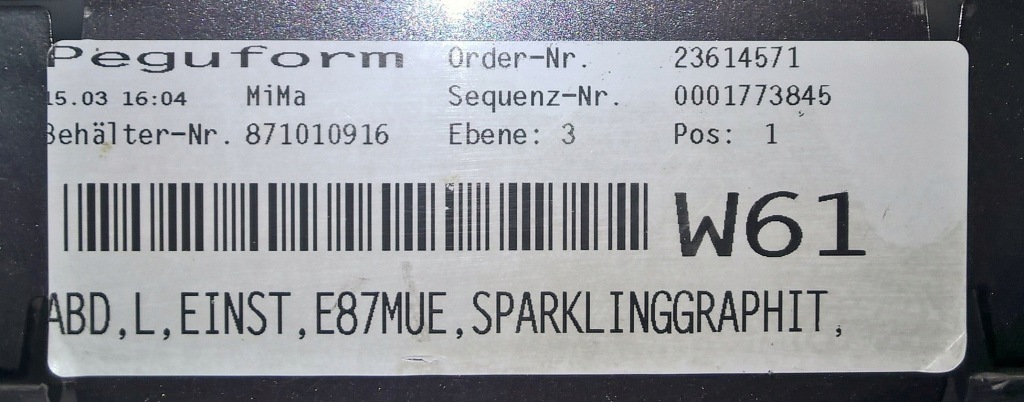 Peguform Order-Nr. 23614571
15.03 16:04 MiMa Sequenz-Nr. 0001773845
Behälter-Nr. 871010916 Ebene: 3 Pos: 1
W61
ABD,L,EINST,E87MUE,SPARKLINGGRAPHIT,